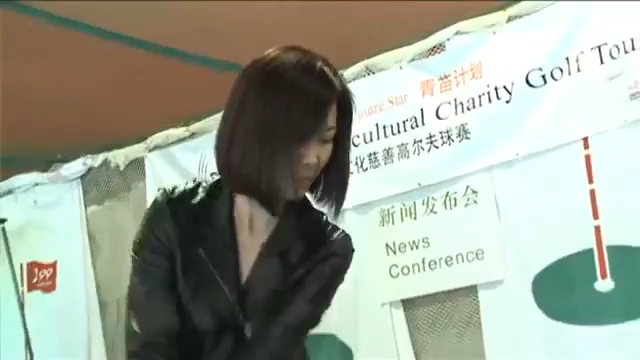 Star 青苗计划
cultural Charity Golf Tou
化慈善高尔夫球赛
新闻发布会
News
Conference